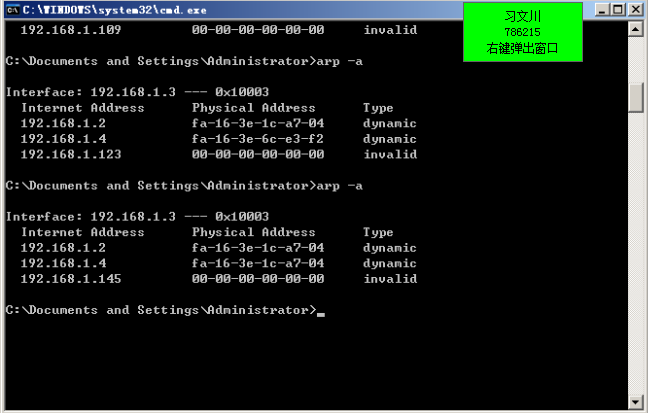 C:\WINDOWS\system32\cmd.exe
习文川
786215
右键弹出窗口
192.168.1.109 00-00-00-00-00-00 invalid
C:\Documents and Settings\Administrator>arp -a
Interface: 192.168.1.3 --- 0x10003
Internet Address Physical Address Type
192.168.1.2 fa-16-3e-1c-a7-04 dynamic
192.168.1.4 fa-16-3e-6c-e3-f2 dynamic
192.168.1.123 00-00-00-00-00-00 invalid
C:\Documents and Settings\Administrator>arp -a
Interface: 192.168.1.3 --- 0x10003
Internet Address Physical Address Type
192.168.1.2 fa-16-3e-1c-a7-04 dynamic
192.168.1.4 fa-16-3e-1c-a7-04 dynamic
192.168.1.145 00-00-00-00-00-00 invalid
C:\Documents and Settings\Administrator>_